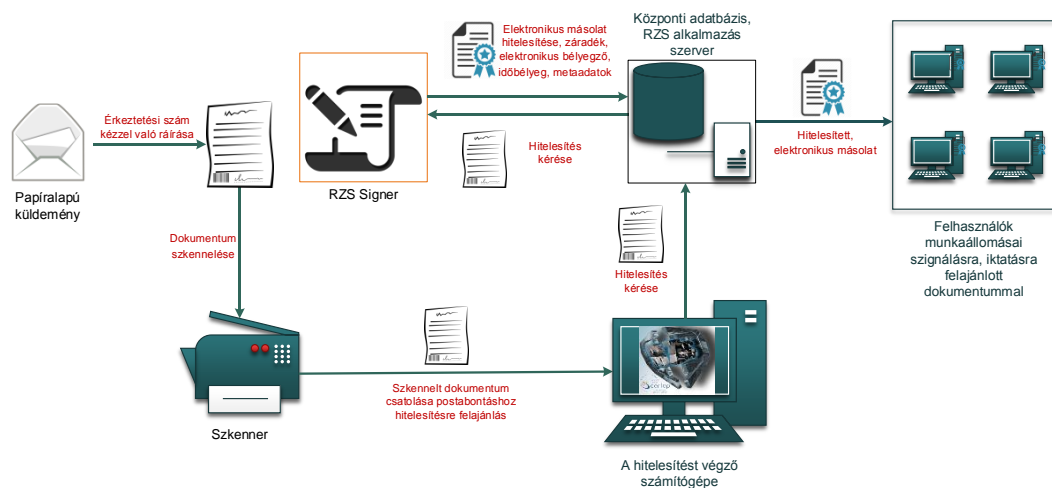 Elektronikus másolat
hitelesítése, záradék,
elektronikus bélyegző,
időbélyeg, metaadatok
Központi adatbázis,
RZS alkalmazás
szerver
Érkeztetési szám
kézzel való ráírása
Hitelesítés
kérése
Hitelesített,
elektronikus másolat
Papíralapú
küldemény
RZS Signer
Dokumentum
szkennelése
Hitelesítés
kérése
Felhasználók
munkaállomásai
szignálásra, iktatásra
felajánlott
dokumentummal
Szkennelt dokumentum
csatolása postabontáshoz
hitelesítésre felajánlás
Szkenner
A hitelesítést végző
számítógépe